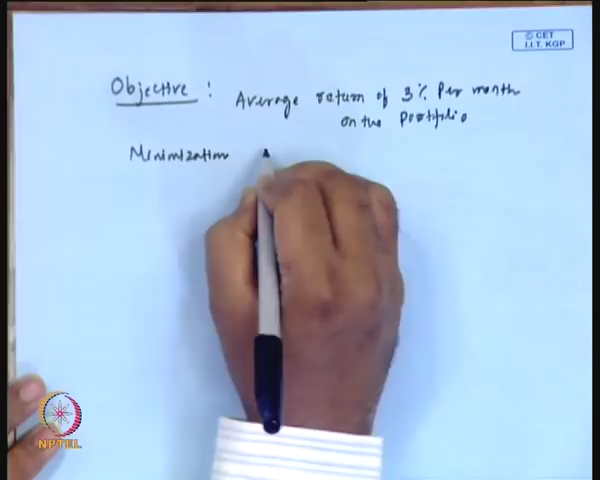 © CET
I.I.T. KGP
Objective : Average return of 3% Per month
on the Portfolio
Minimization
NPTEL